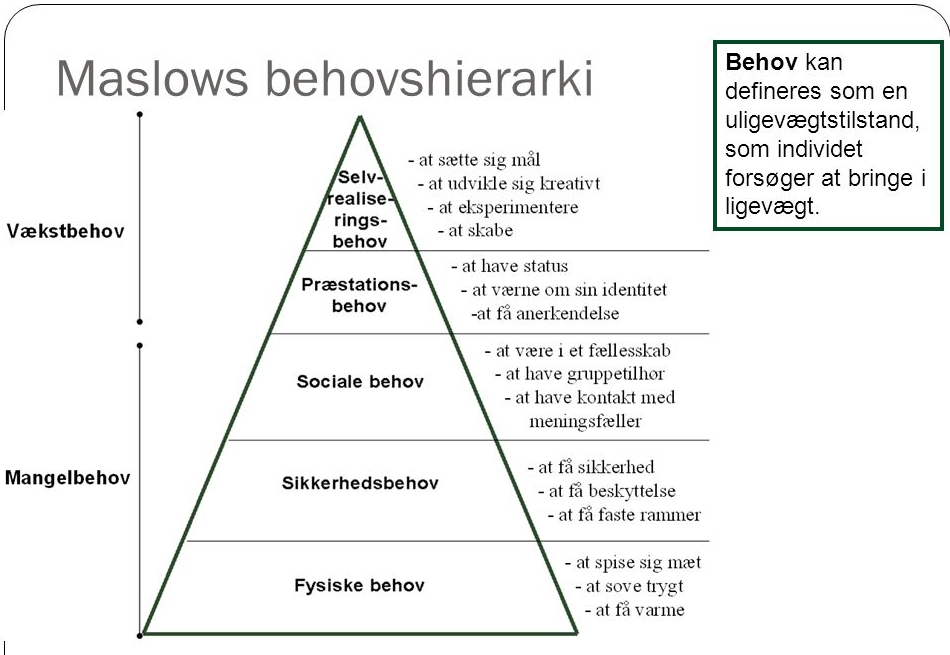 Maslows behovshierarki
Behov kan
defineres som en
uligevægtstilstand,
som individet
forsøger at bringe i
ligevægt.
Vækstbehov
Selv-
realise-
rings-
behov
- at sætte sig mål
- at udvikle sig kreativt
- at eksperimentere
- at skabe
Præstations-
behov
- at have status
- at værne om sin identitet
-at få anerkendelse
Mangelbehov
Sociale behov
- at være i et fællesskab
- at have gruppetilhør
- at have kontakt med
meningsfæller
Sikkerhedsbehov
- at få sikkerhed
- at få beskyttelse
- at få faste rammer
Fysiske behov
- at spise sig mæt
- at sove trygt
- at få varme